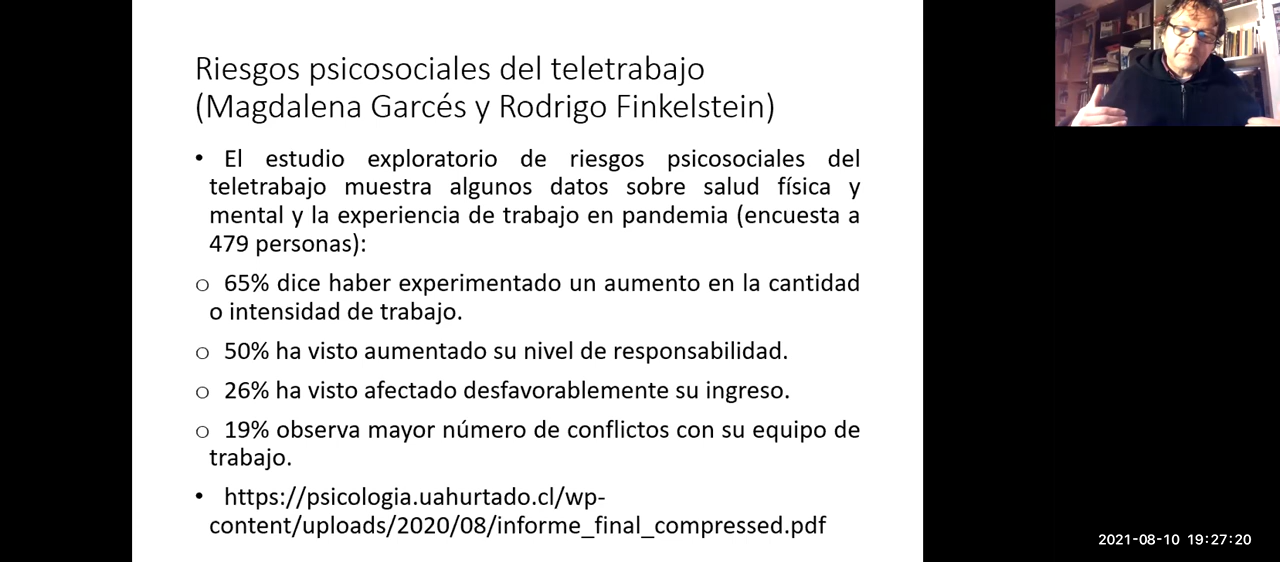 Riesgos psicosociales del teletrabajo
(Magdalena Garcés y Rodrigo Finkelstein)
• El estudio exploratorio de riesgos psicosociales del
teletrabajo muestra algunos datos sobre salud física y
mental y la experiencia de trabajo en pandemia (encuesta a
479 personas):
o 65% dice haber experimentado un aumento en la cantidad
o intensidad de trabajo.
o 50% ha visto aumentado su nivel de responsabilidad.
o 26% ha visto afectado desfavorablemente su ingreso.
o 19% observa mayor número de conflictos con su equipo de
trabajo.
• https://psicologia.uahurtado.cl/wp-
content/uploads/2020/08/informe_final_compressed.pdf
2021-08-10 19:27:20